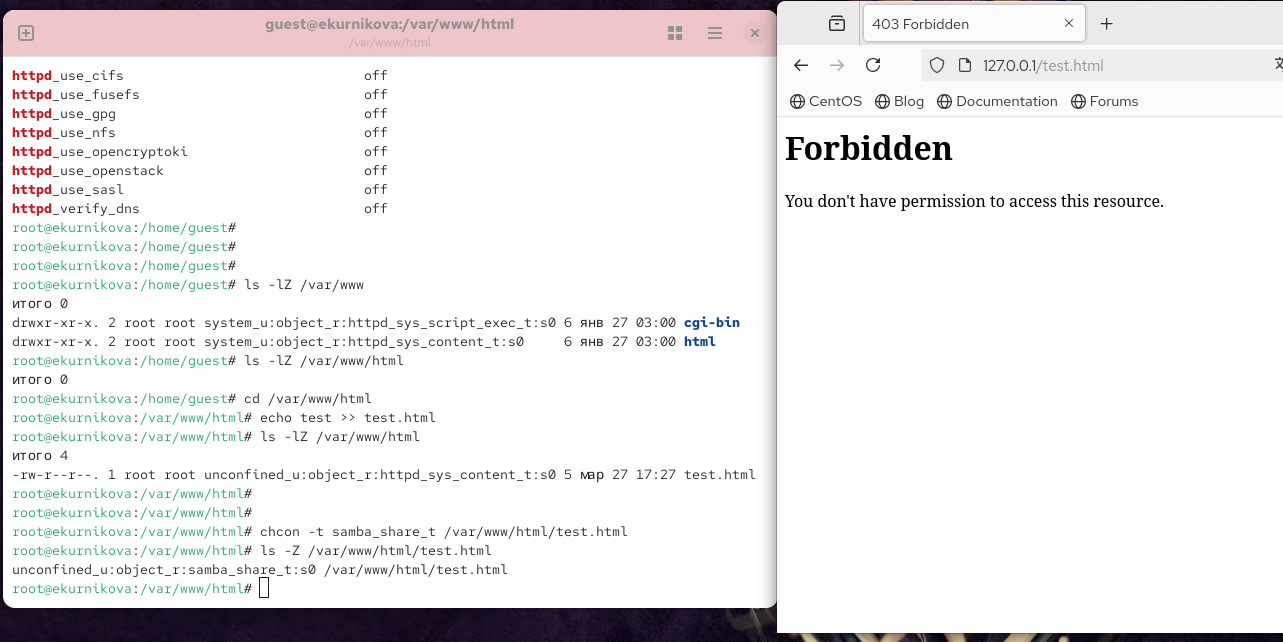 guest@ekurnikova:/var/www/html
/var/www/html
httpd_use_cifs off
httpd_use_fusefs off
httpd_use_gpg off
httpd_use_nfs off
httpd_use_opencryptoki off
httpd_use_openstack off
httpd_use_sasl off
httpd_verify_dns off
root@ekurnikova:/home/guest#
root@ekurnikova:/home/guest#
root@ekurnikova:/home/guest#
root@ekurnikova:/home/guest# ls -lZ /var/www
итого 0
drwxr-xr-x. 2 root root system_u:object_r:httpd_sys_script_exec_t:s0 6 янв 27 03:00 cgi-bin
drwxr-xr-x. 2 root root system_u:object_r:httpd_sys_content_t:s0 6 янв 27 03:00 html
root@ekurnikova:/home/guest# ls -lZ /var/www/html
итого 0
root@ekurnikova:/home/guest# cd /var/www/html
root@ekurnikova:/var/www/html# echo test >> test.html
root@ekurnikova:/var/www/html# ls -lZ /var/www/html
итого 4
-rw-r--r--. 1 root root unconfined_u:object_r:httpd_sys_content_t:s0 5 мар 27 17:27 test.html
root@ekurnikova:/var/www/html#
root@ekurnikova:/var/www/html#
root@ekurnikova:/var/www/html# chcon -t samba_share_t /var/www/html/test.html
root@ekurnikova:/var/www/html# ls -Z /var/www/html/test.html
unconfined_u:object_r:samba_share_t:s0 /var/www/html/test.html
root@ekurnikova:/var/www/html#
403 Forbidden
127.0.0.1/test.html
CentOS Blog Documentation Forums
Forbidden
You don't have permission to access this resource.